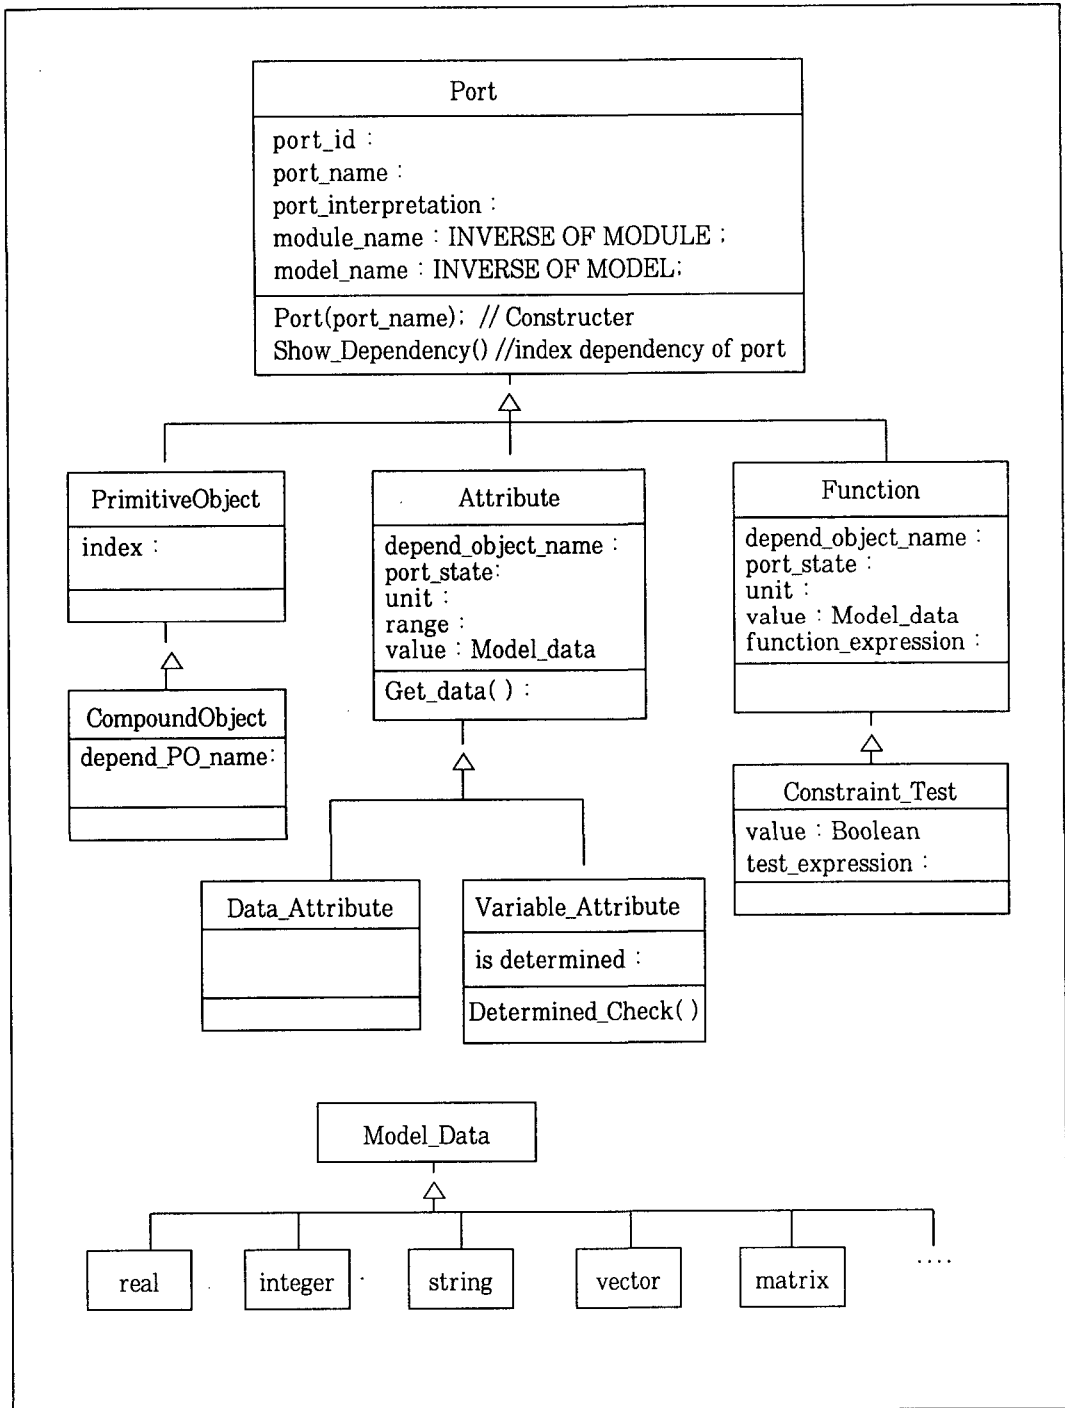 Port
port_id :
port_name :
port_interpretation :
module_name : INVERSE OF MODULE ;
model_name : INVERSE OF MODEL;
Port(port_name); // Constructer
Show_Dependency() //index dependency of port
PrimitiveObject
index :
CompoundObject
depend_PO_name:
Attribute
depend_object_name :
port_state:
unit :
range :
value : Model_data
Get_data( ) :
Function
depend_object_name :
port_state :
unit :
value : Model_data
function_expression :
Constraint_Test
value : Boolean
test_expression :
Data_Attribute
Variable_Attribute
is determined :
Determined_Check( )
Model_Data
real
integer
string
vector
matrix
....